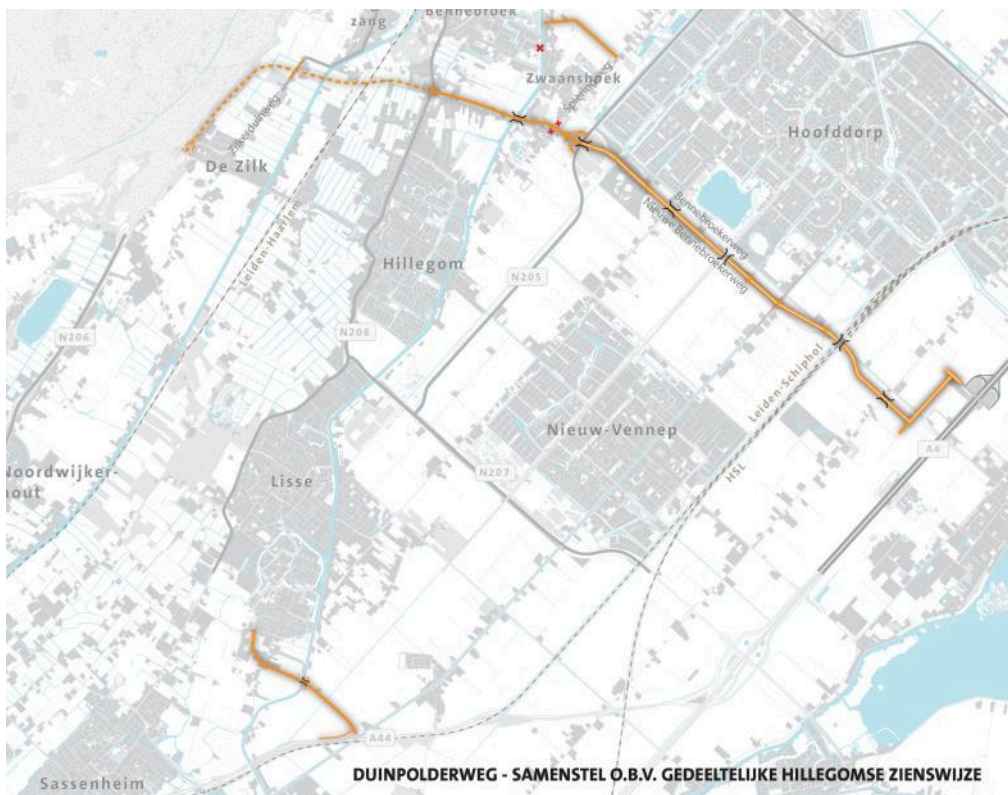 Bennebroek
zang
Zwaanshoek
Spieringweg
Hoofddorp
Zilkerduinweg
De Zilk
Bennebroekerweg
Nieuwe Bennebroekerweg
Leiden-Haarlem
Hillegom
N205
N206
N208
Leiden-Schiphol
Nieuw-Vennep
A4
HSL
Noordwijker-
hout
Lisse
N207
A44
Sassenheim
DUINPOLDERWEG - SAMENSTEL O.B.V. GEDEELTELIJKE HILLEGOMSE ZIENSWIJZE